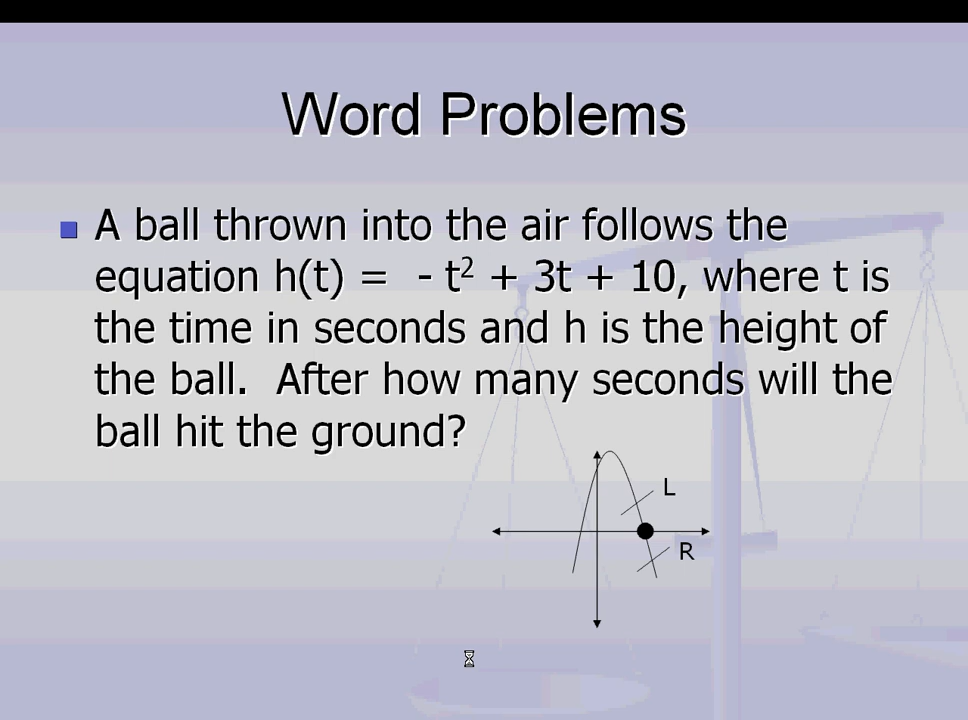 Word Problems
A ball thrown into the air follows the
equation h(t) = - t² + 3t + 10, where t is
the time in seconds and h is the height of
the ball. After how many seconds will the
ball hit the ground?
L
R